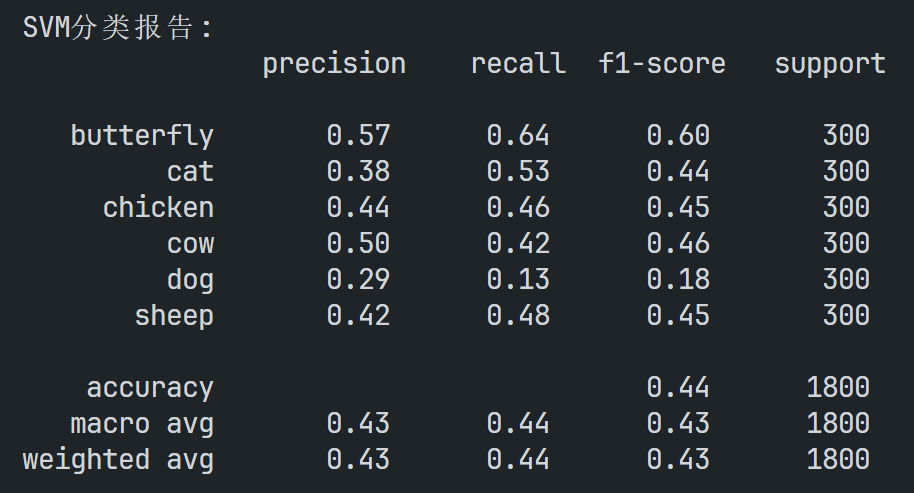 SVM分类报告:
precision recall f1-score support
butterfly 0.57 0.64 0.60 300
cat 0.38 0.53 0.44 300
chicken 0.44 0.46 0.45 300
cow 0.50 0.42 0.46 300
dog 0.29 0.13 0.18 300
sheep 0.42 0.48 0.45 300
accuracy 0.44 1800
macro avg 0.43 0.44 0.43 1800
weighted avg 0.43 0.44 0.43 1800